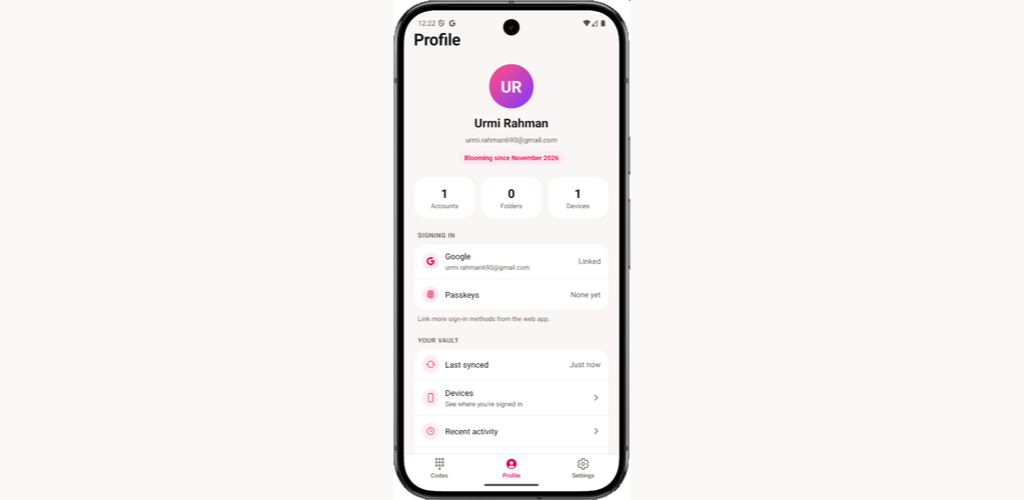 12:22
Profile
UR
Urmi Rahman
urmi.rahman690@gmail.com
Blooming since November 2026
1
Accounts
0
Folders
1
Devices
SIGNING IN
Google
urmi.rahman690@gmail.com
Linked
Passkeys
None yet
Link more sign-in methods from the web app.
YOUR VAULT
Last synced
Just now
Devices
See where you're signed in
Recent activity
Codes
Profile
Settings